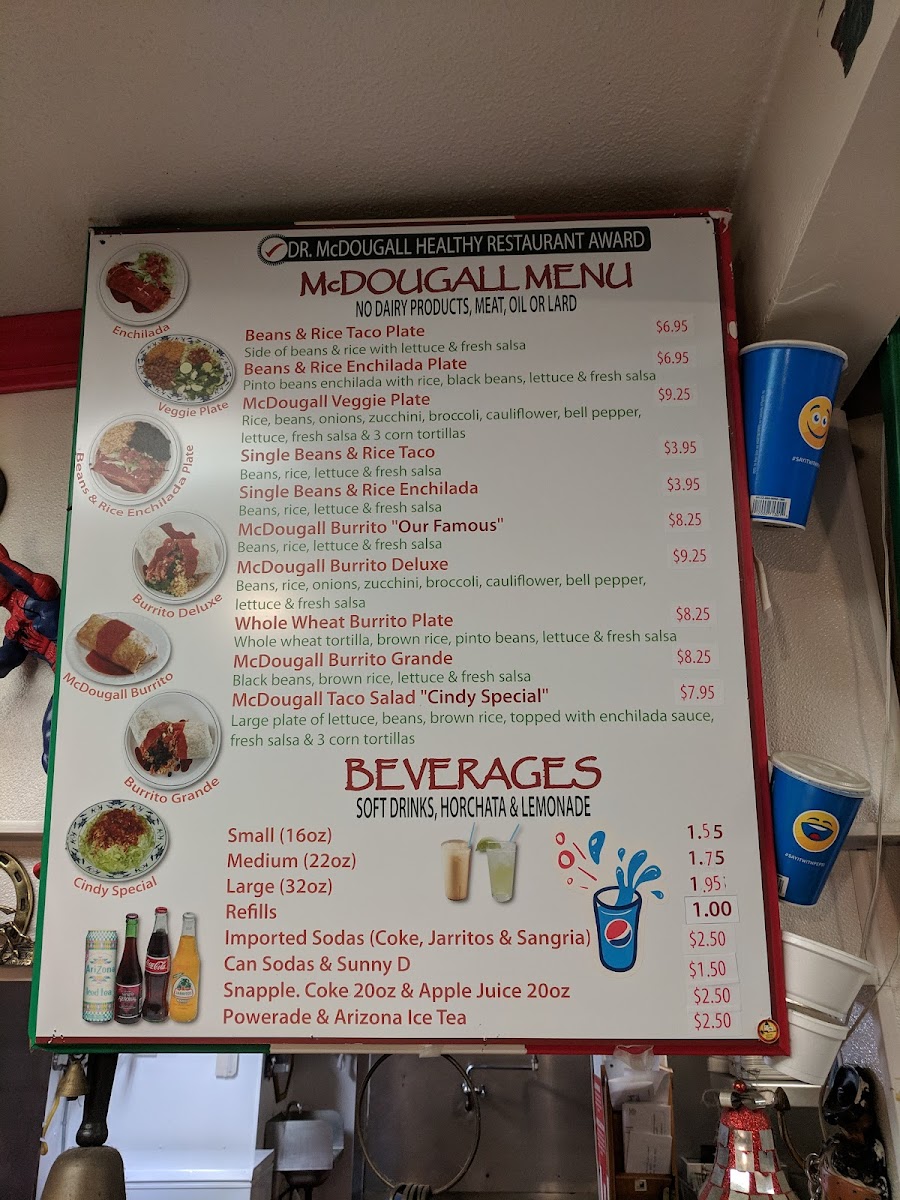 DR. McDOUGALL HEALTHY RESTAURANT AWARD
McDOUGALL MENU
NO DAIRY PRODUCTS, MEAT, OIL OR LARD
Enchilada
Veggie Plate
Beans & Rice Enchilada Plate
Burrito Deluxe
McDougall Burrito
Burrito Grande
Cindy Special
Beans & Rice Taco Plate $6.95
Side of beans & rice with lettuce & fresh salsa
Beans & Rice Enchilada Plate $6.95
Pinto beans enchilada with rice, black beans, lettuce & fresh salsa
McDougall Veggie Plate $9.25
Rice, beans, onions, zucchini, broccoli, cauliflower, bell pepper,
lettuce, fresh salsa & 3 corn tortillas
Single Beans & Rice Taco $3.95
Beans, rice, lettuce & fresh salsa
Single Beans & Rice Enchilada $3.95
Beans, rice, lettuce & fresh salsa
McDougall Burrito "Our Famous" $8.25
Beans, rice, lettuce & fresh salsa
McDougall Burrito Deluxe $9.25
Beans, rice, onions, zucchini, broccoli, cauliflower, bell pepper,
lettuce & fresh salsa
Whole Wheat Burrito Plate $8.25
Whole wheat tortilla, brown rice, pinto beans, lettuce & fresh salsa
McDougall Burrito Grande $8.25
Black beans, brown rice, lettuce & fresh salsa
McDougall Taco Salad "Cindy Special" $7.95
Large plate of lettuce, beans, brown rice, topped with enchilada sauce,
fresh salsa & 3 corn tortillas
BEVERAGES
SOFT DRINKS, HORCHATA & LEMONADE
Small (16oz) 1.55
Medium (22oz) 1.75
Large (32oz) 1.95
Refills 1.00
Imported Sodas (Coke, Jarritos & Sangria) $2.50
Can Sodas & Sunny D $1.50
Snapple. Coke 20oz & Apple Juice 20oz $2.50
Powerade & Arizona Ice Tea $2.50
AriZona
Coca-Cola
#SAYITWITHPEPSI